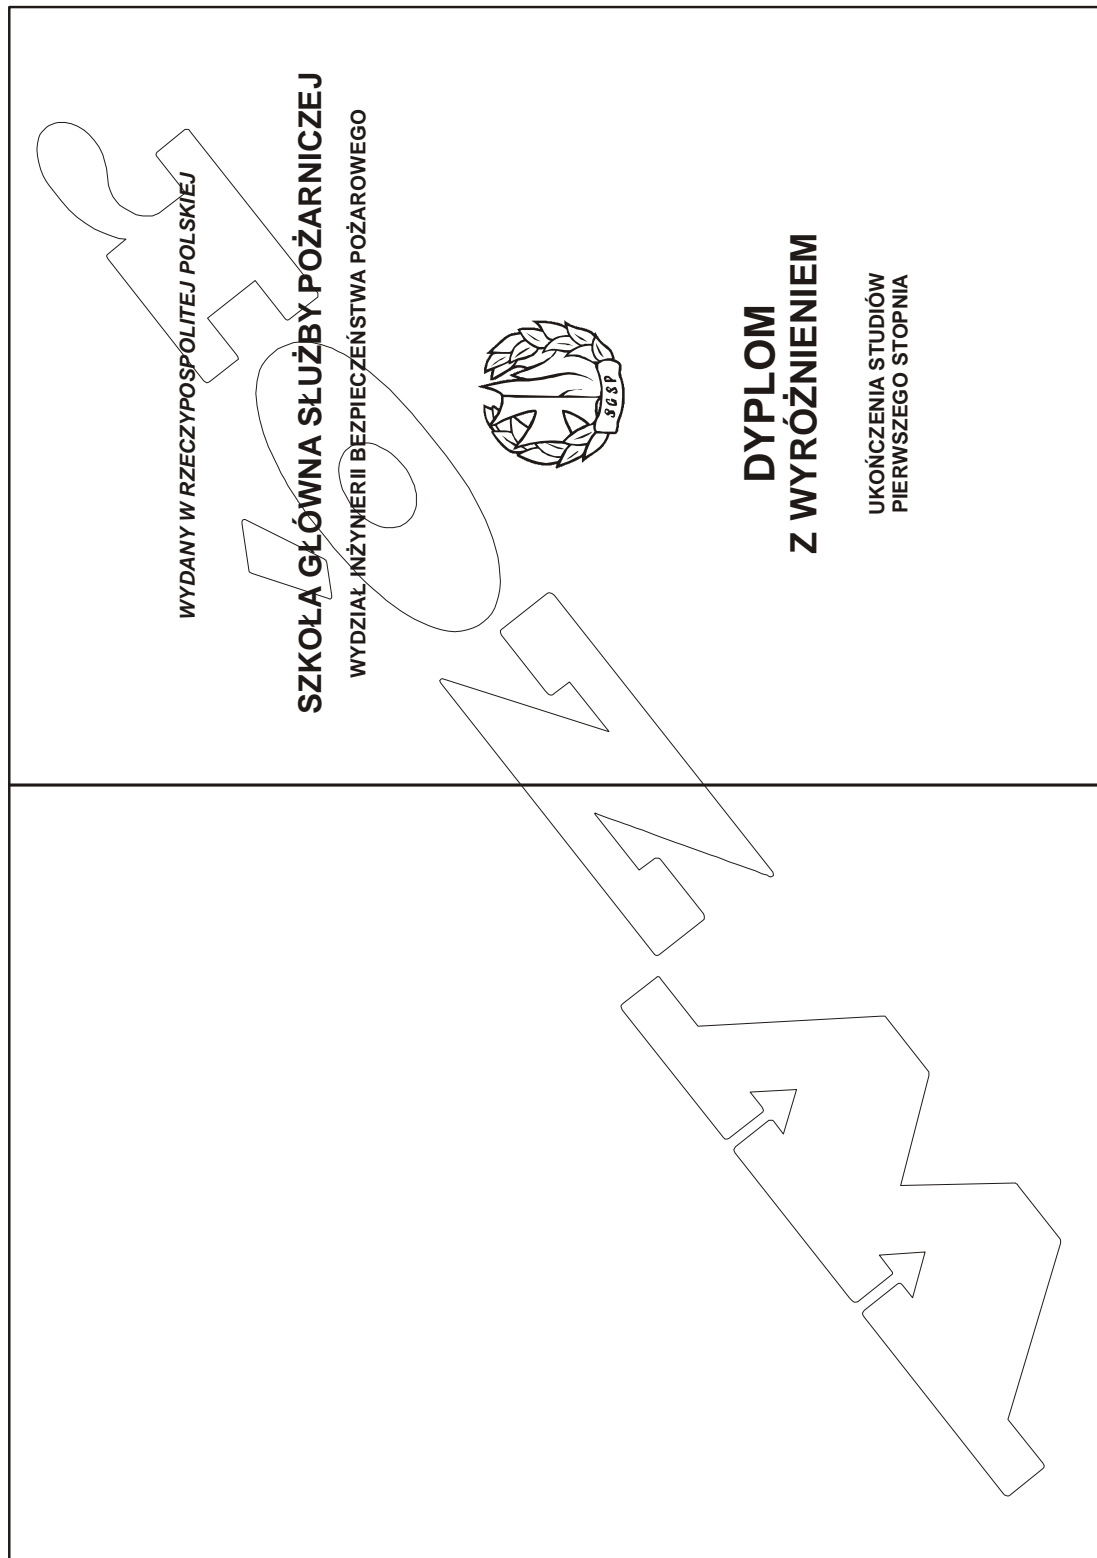 WYDANY W RZECZYPOSPOLITEJ POLSKIEJ
SZKOŁA GŁÓWNA SŁUŻBY POŻARNICZEJ
WYDZIAŁ INŻYNIERII BEZPIECZEŃSTWA POŻAROWEGO
SGSP
DYPLOM
Z WYRÓŻNIENIEM
UKOŃCZENIA STUDIÓW
PIERWSZEGO STOPNIA
WZÓR